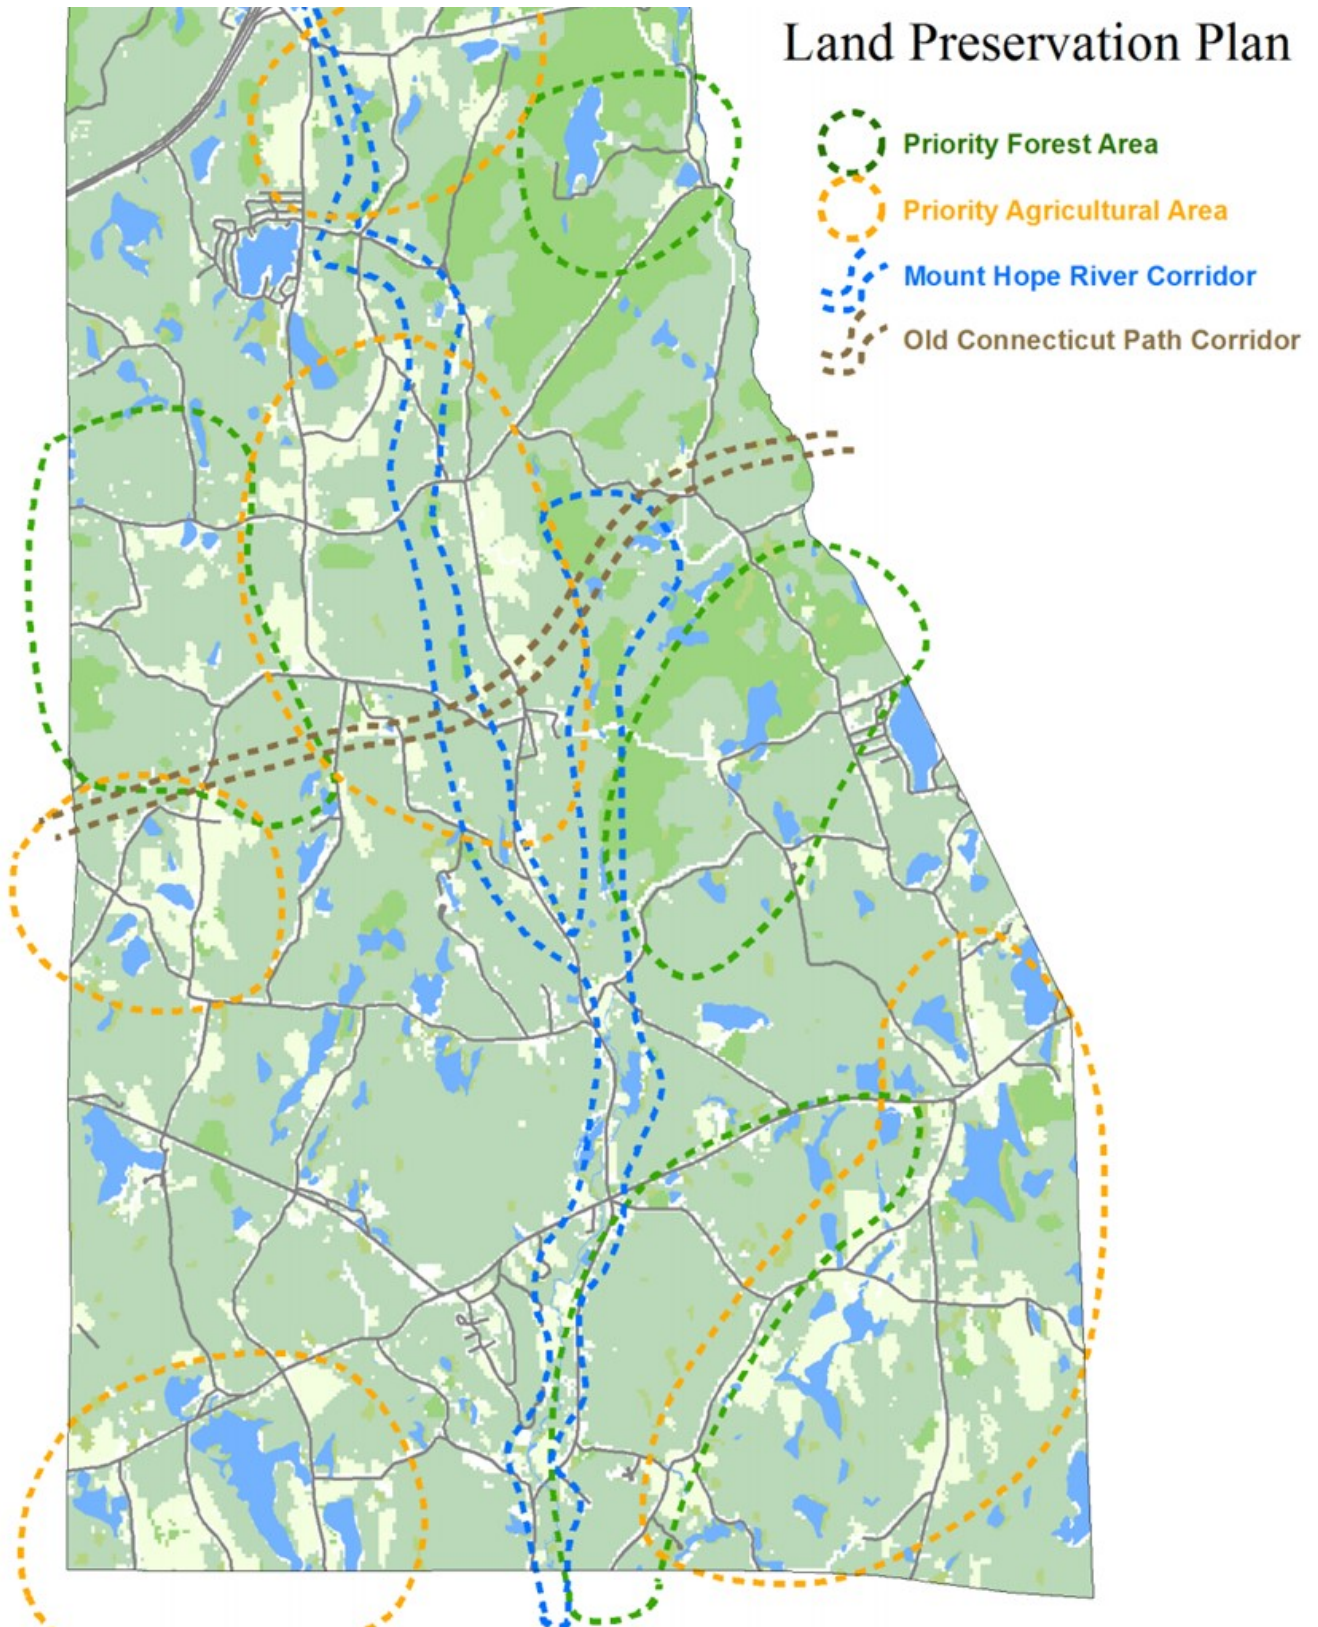 Land Preservation Plan
Priority Forest Area
Priority Agricultural Area
Mount Hope River Corridor
Old Connecticut Path Corridor